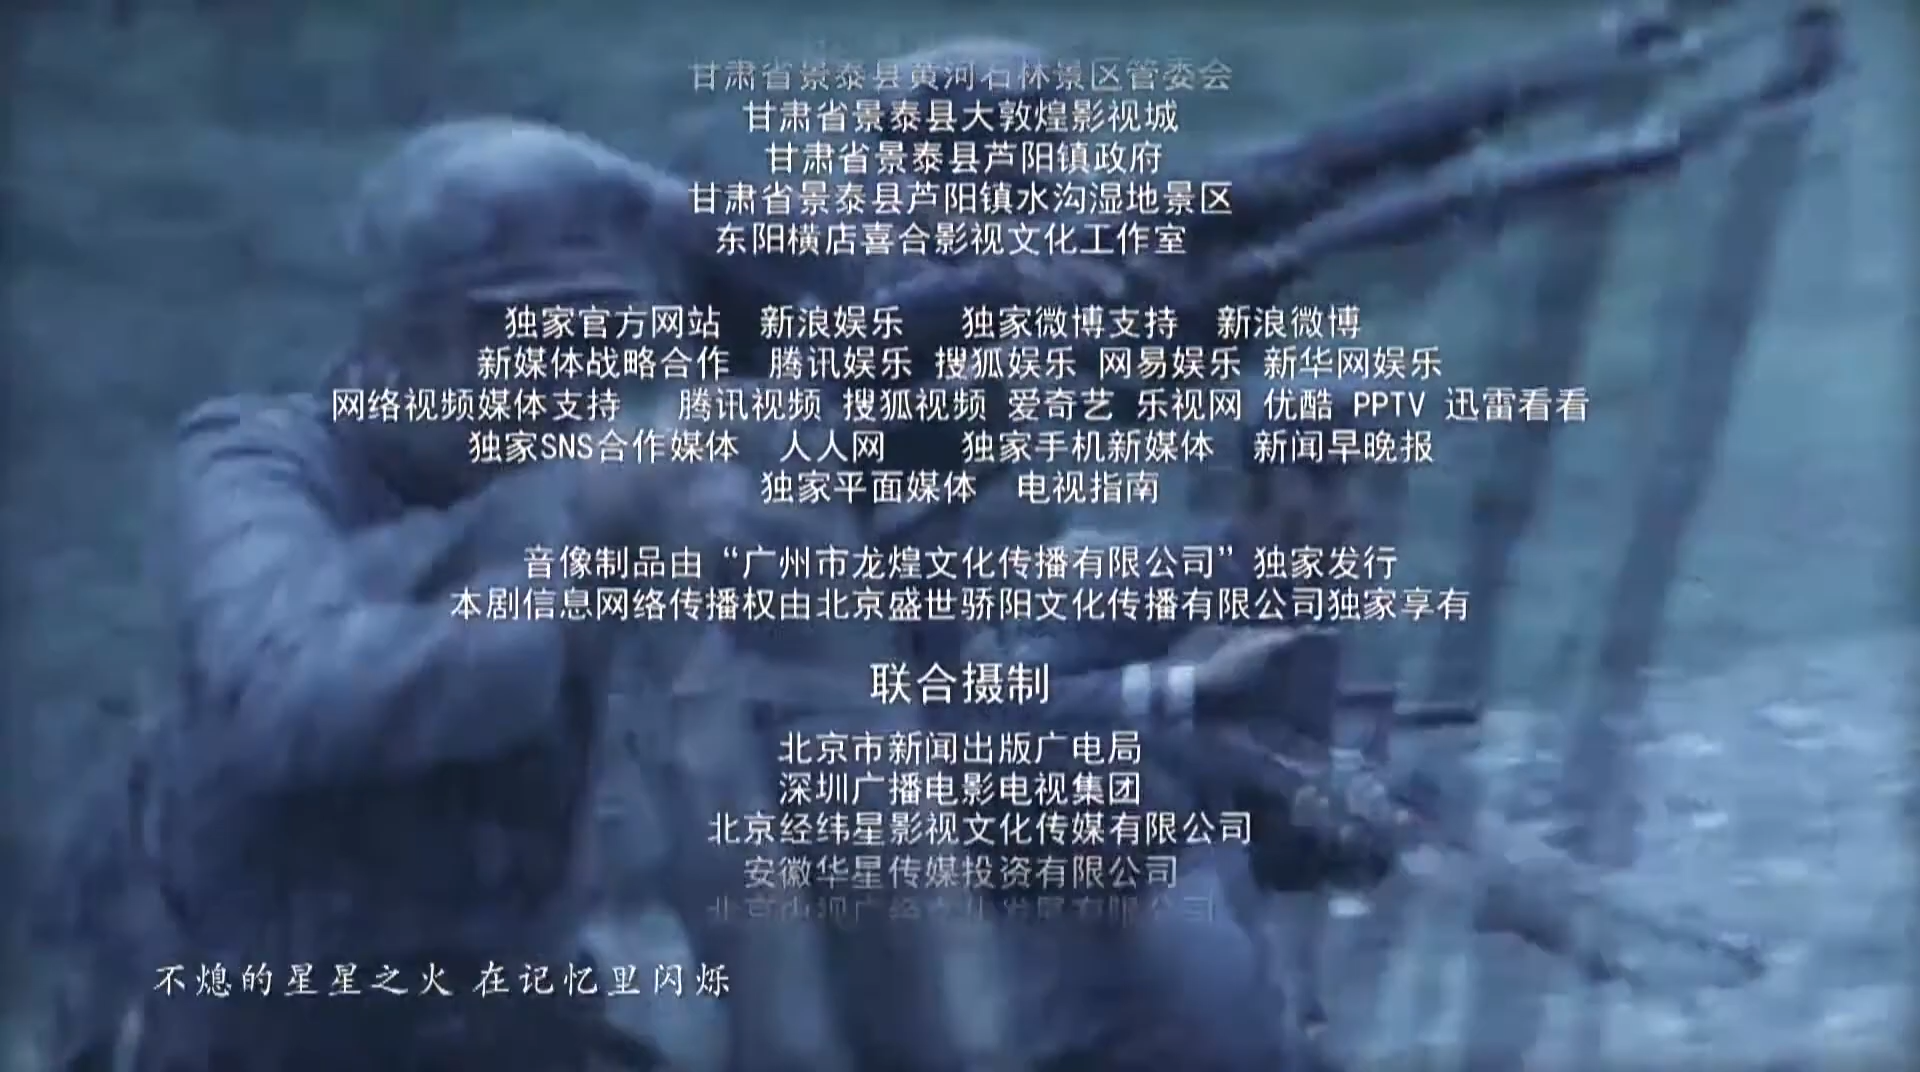 甘肃省景泰县黄河石林景区管委会
甘肃省景泰县大敦煌影视城
甘肃省景泰县芦阳镇政府
甘肃省景泰县芦阳镇水沟湿地景区
东阳横店喜合影视文化工作室
独家官方网站 新浪娱乐 独家微博支持 新浪微博
新媒体战略合作 腾讯娱乐 搜狐娱乐 网易娱乐 新华网娱乐
网络视频媒体支持 腾讯视频 搜狐视频 爱奇艺 乐视网 优酷 PPTV 迅雷看看
独家SNS合作媒体 人人网 独家手机新媒体 新闻早晚报
独家平面媒体 电视指南
音像制品由“广州市龙煌文化传播有限公司”独家发行
本剧信息网络传播权由北京盛世骄阳文化传播有限公司独家享有
联合摄制
北京市新闻出版广电局
深圳广播电影电视集团
北京经纬星影视文化传媒有限公司
安徽华星传媒投资有限公司
不熄的星星之火 在记忆里闪烁